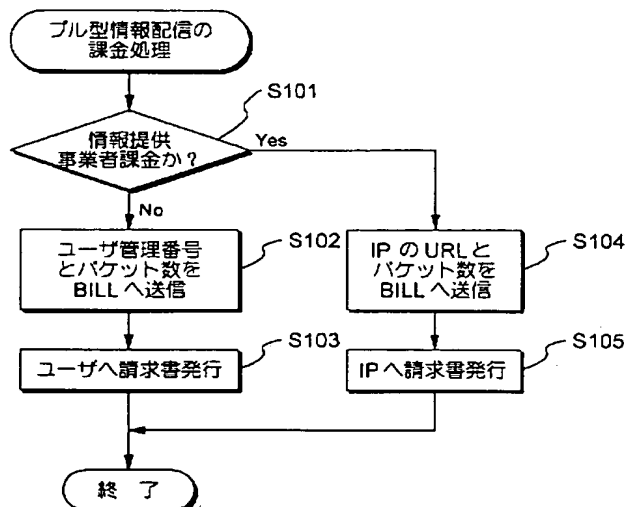 プル型情報配信の
課金処理
S101
情報提供
事業者課金か?
Yes
No
ユーザ管理番号
とパケット数を
BILLへ送信
S102
IPのURLと
パケット数を
BILLへ送信
S104
ユーザへ請求書発行
S103
IPへ請求書発行
S105
終了